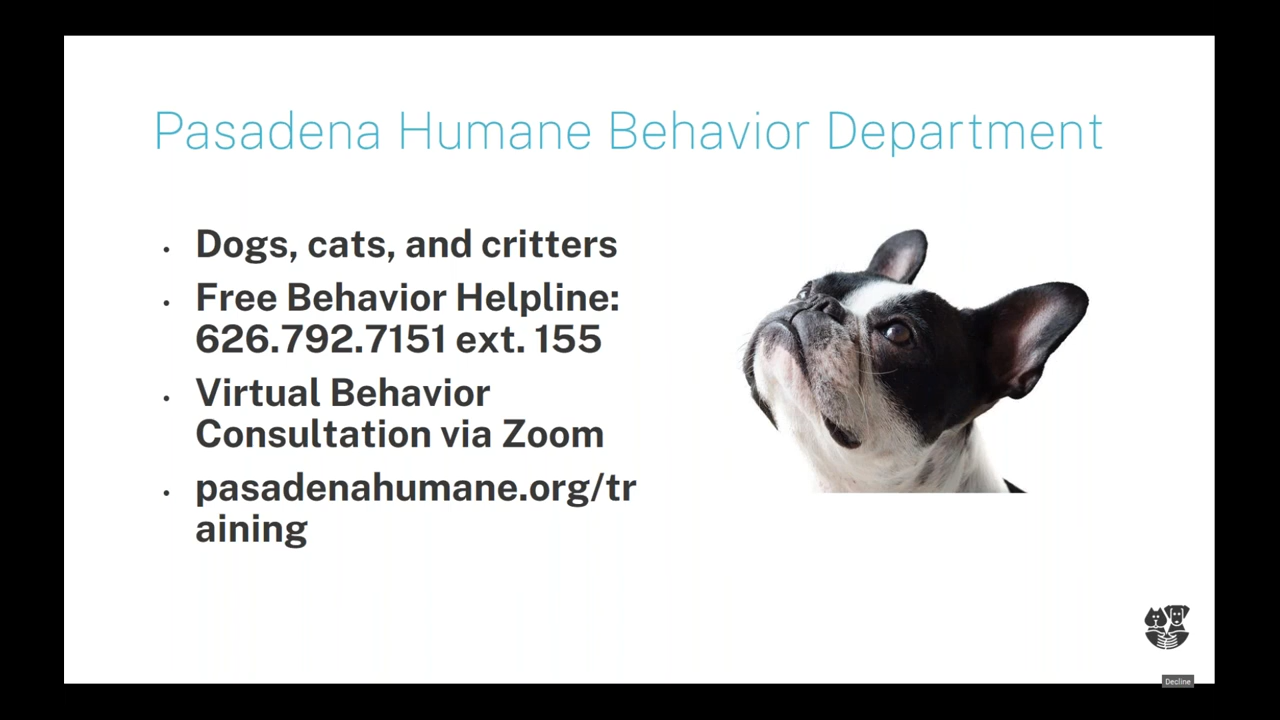 Pasadena Humane Behavior Department
• Dogs, cats, and critters
• Free Behavior Helpline:
626.792.7151 ext. 155
• Virtual Behavior
Consultation via Zoom
• pasadenahumane.org/tr
aining
Decline